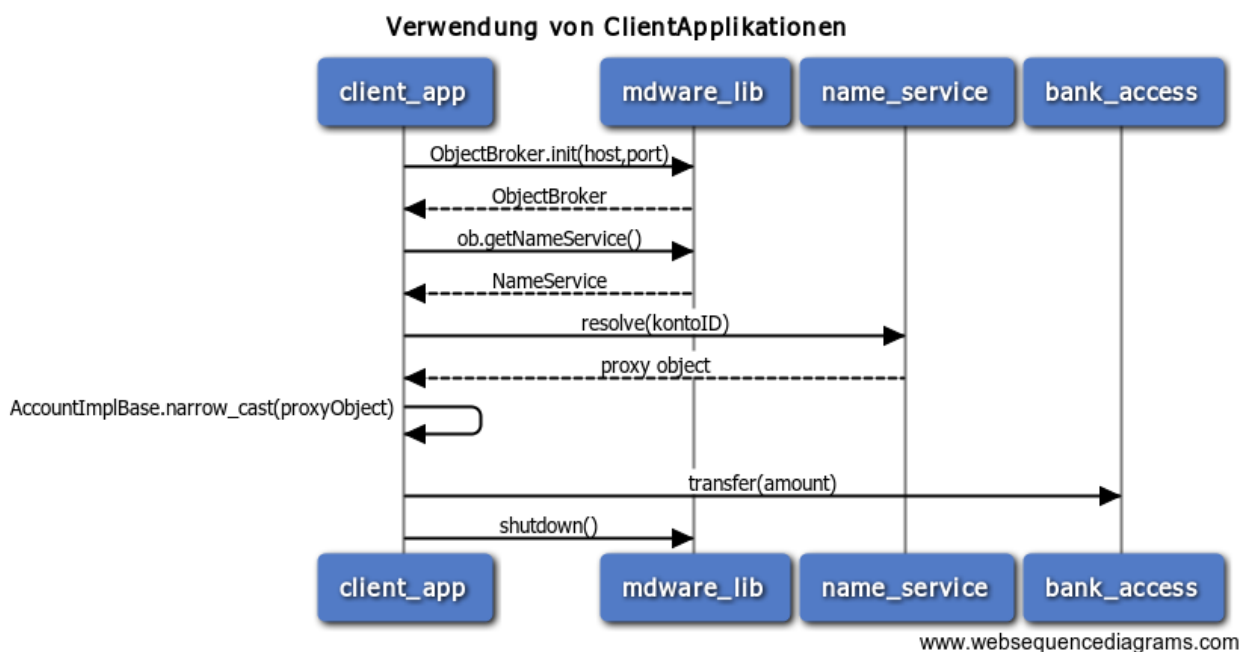 Verwendung von ClientApplikationen
client_app mdware_lib name_service bank_access
ObjectBroker.init(host,port)
ObjectBroker
ob.getNameService()
NameService
resolve(kontoID)
proxy object
AccountImplBase.narrow_cast(proxyObject)
transfer(amount)
shutdown()
client_app mdware_lib name_service bank_access
www.websequencediagrams.com